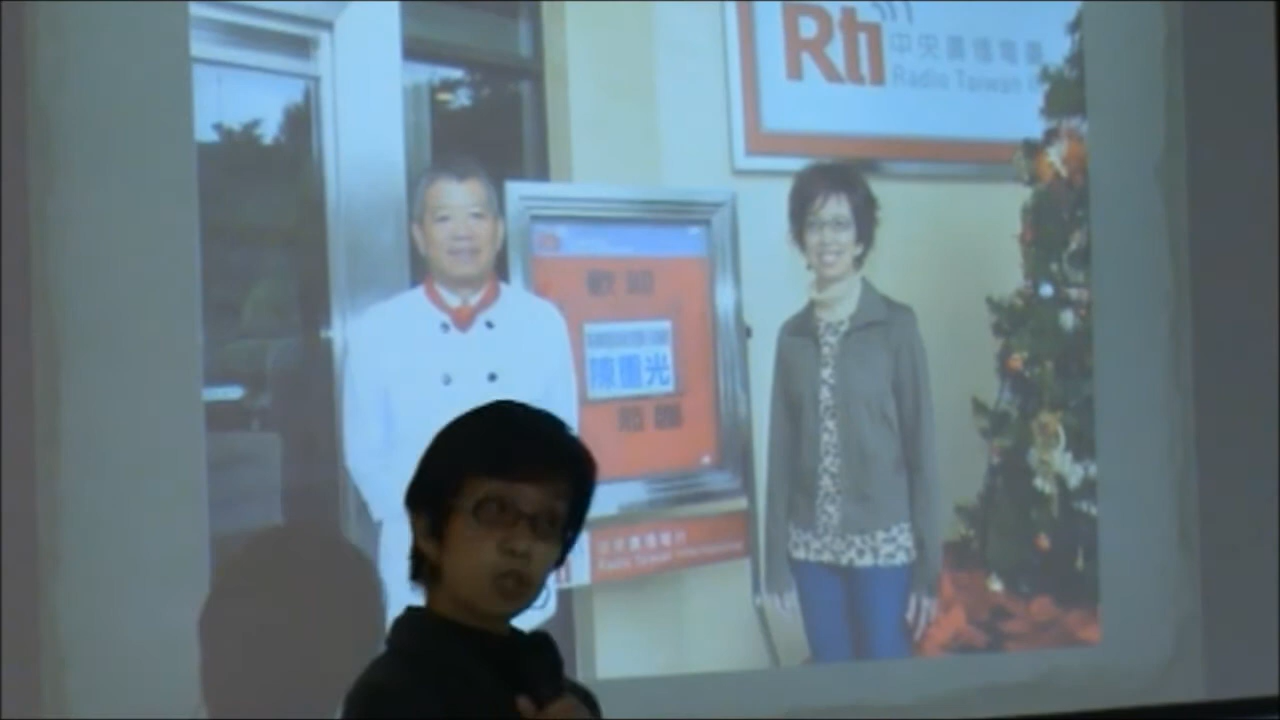 Rti
中央廣播電臺
Radio Taiwan
歡迎
陳重光
蒞臨
中央廣播電台
Radio Taiwan International